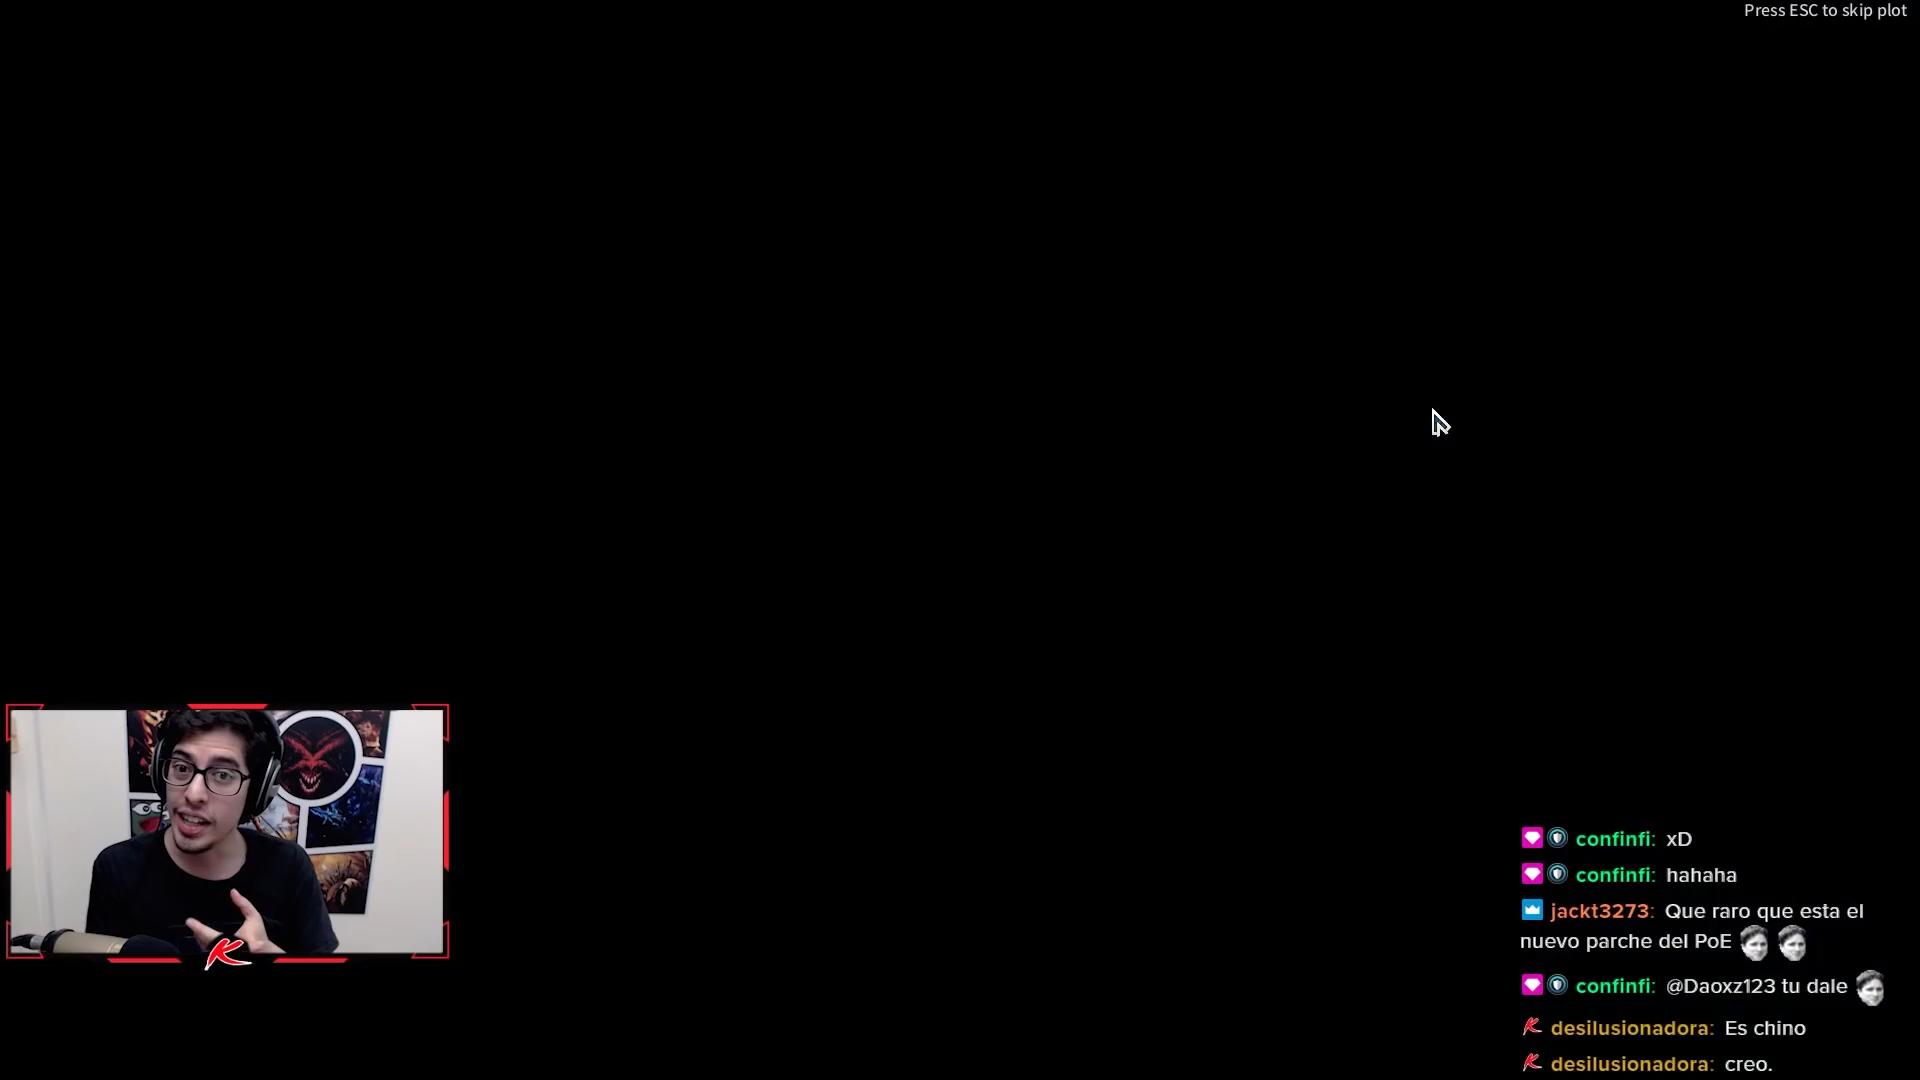 Press ESC to skip plot
confinfi: xD
confinfi: hahaha
jackt3273: Que raro que esta el
nuevo parche del PoE
confinfi: @Daoxz123 tu dale
desilusionadora: Es chino
desilusionadora: creo.
K